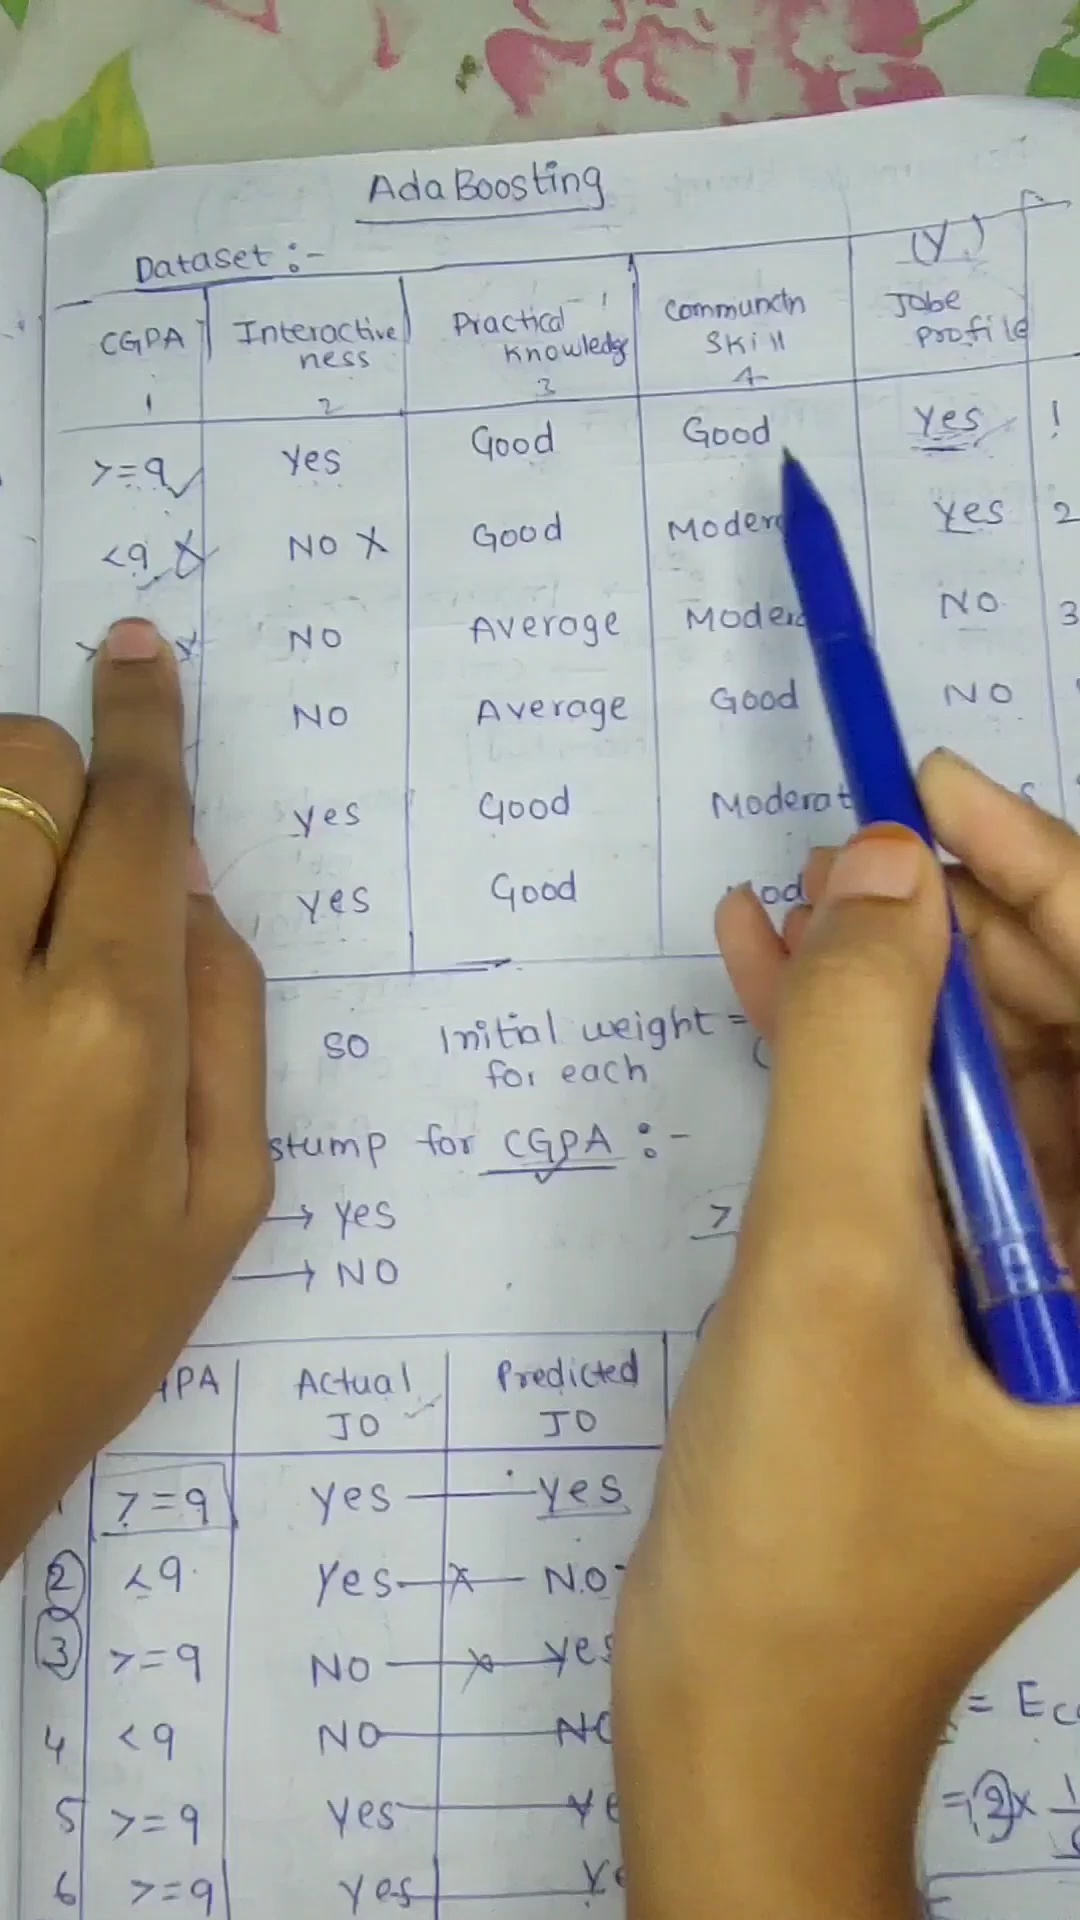 AdaBoosting
Dataset :-
(Y)
CGPA Interactive Practical Communctn Jobe
ness knowledge Skill profile
1 2 3 4
>=9 Yes Good Good Yes 1
<9 NO X Good Yes 2
NO Average NO 3
NO Average Good NO
Yes Good Moderat
Yes Good
SO Initial weight =
for each
stump for CGPA :-
→ Yes
→ NO
Actual Predicted
JO JO
>=9 Yes Yes
2 <9 Yes X NO
3 >=9 NO X Yes
4 <9 NO
5 >=9 Yes
6 >=9 Yes
= 2 x